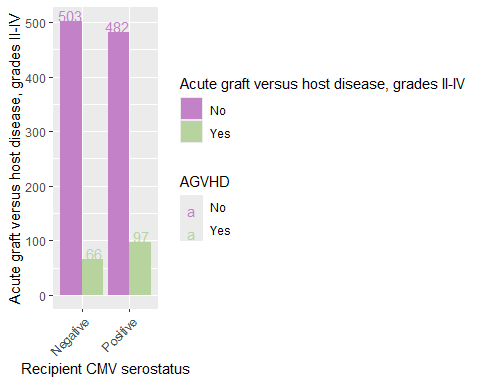 Acute graft versus host disease, grades II-IV
500
400
300
200
100
0
503
482
66
97
Negative
Positive
Recipient CMV serostatus
Acute graft versus host disease, grades II-IV
No
Yes
AGVHD
a No
a Yes